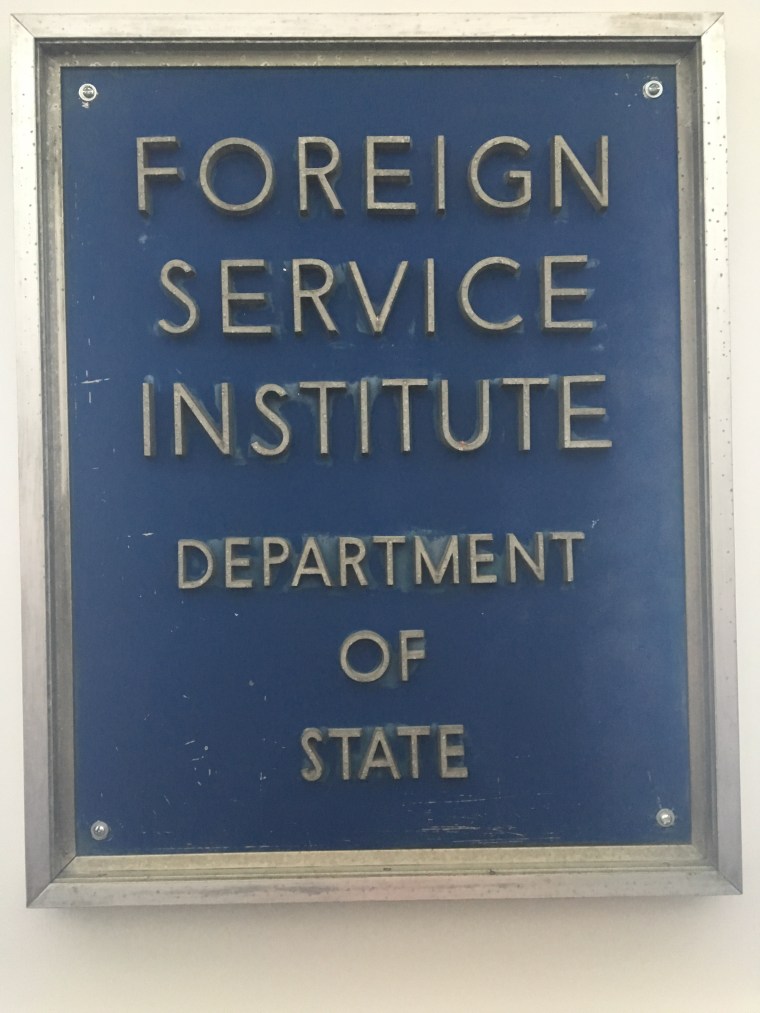 FOREIGN
SERVICE
INSTITUTE
DEPARTMENT
OF
STATE